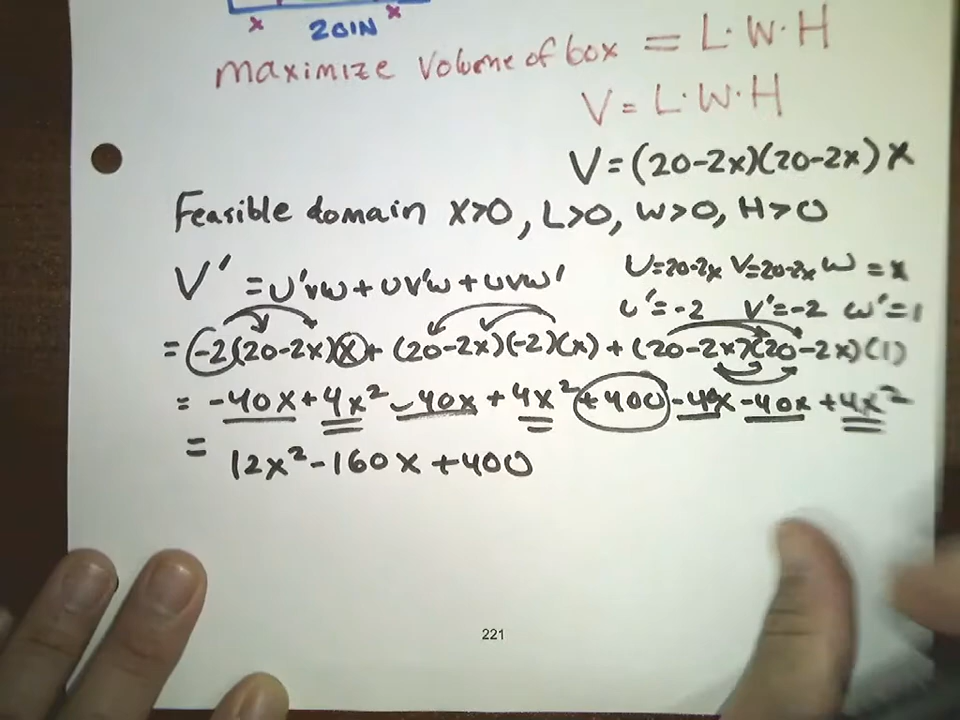 x 20IN x
maximize volume of box = L·W·H
V = L·W·H
V = (20-2x)(20-2x)x
Feasible domain X>0, L>0, W>0, H>0
V' = U'vw + UV'W + UVW'
U=20-2x V=20-2x W = x
U'=-2 V'=-2 W'=1
= -2(20-2x)(x) + (20-2x)(-2)(x) + (20-2x)(20-2x)(1)
= -40x+4x² -40x +4x² +400 -40x -40x +4x²
= 12x² -160x +400
221